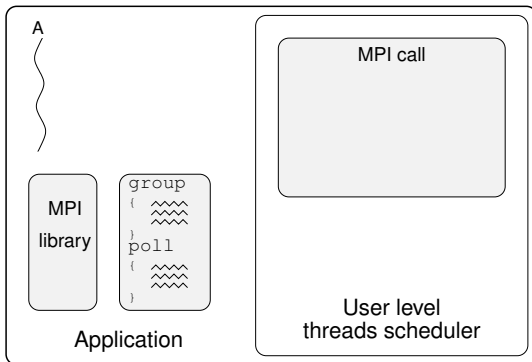 A
MPI call
MPI
library
group
{
}
poll
{
}
Application
User level
threads scheduler